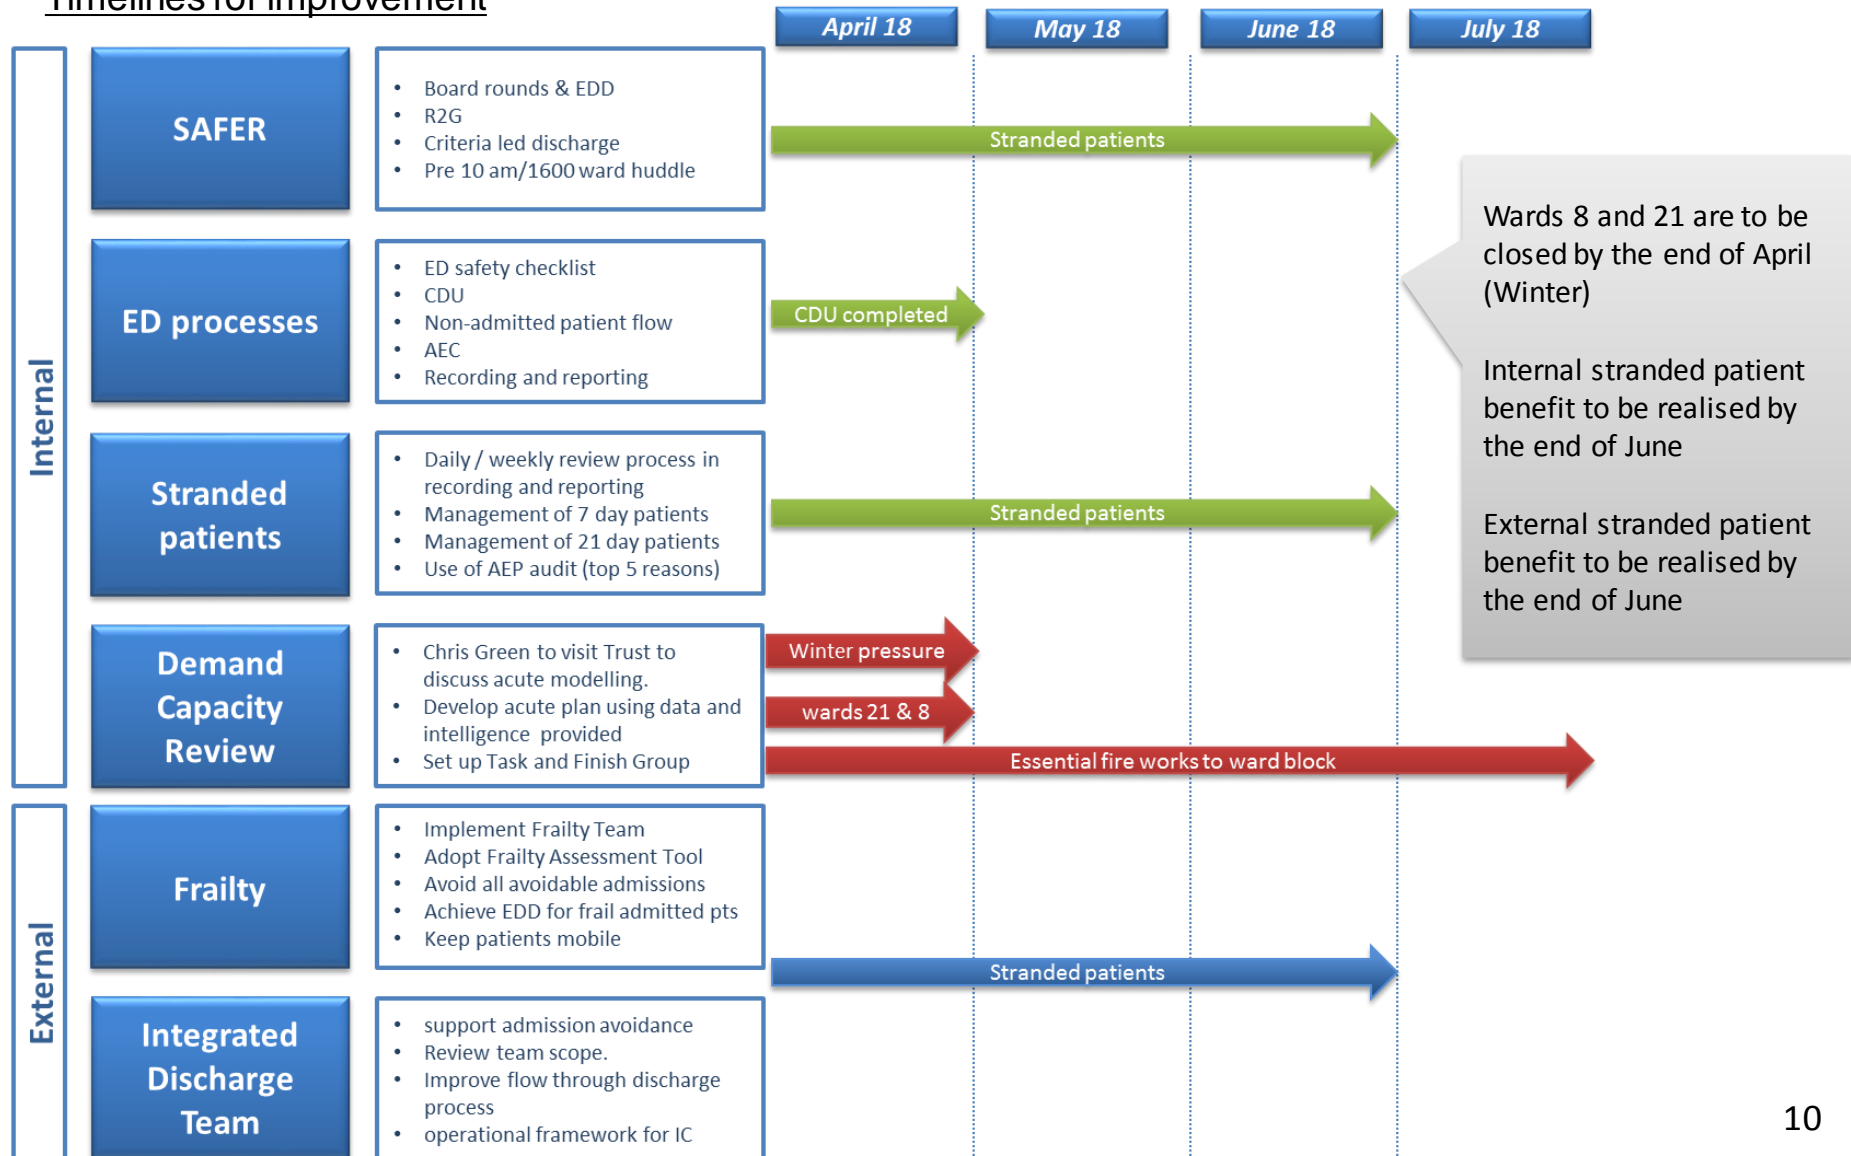 Timelines for improvement
April 18
May 18
June 18
July 18
Internal
SAFER
• Board rounds & EDD
• R2G
• Criteria led discharge
• Pre 10 am/1600 ward huddle
Stranded patients
ED processes
• ED safety checklist
• CDU
• Non-admitted patient flow
• AEC
• Recording and reporting
CDU completed
Stranded
patients
• Daily / weekly review process in
recording and reporting
• Management of 7 day patients
• Management of 21 day patients
• Use of AEP audit (top 5 reasons)
Stranded patients
Demand
Capacity
Review
• Chris Green to visit Trust to
discuss acute modelling.
• Develop acute plan using data and
intelligence provided
• Set up Task and Finish Group
Winter pressure
wards 21 & 8
Essential fire works to ward block
External
Frailty
• Implement Frailty Team
• Adopt Frailty Assessment Tool
• Avoid all avoidable admissions
• Achieve EDD for frail admitted pts
• Keep patients mobile
Stranded patients
Integrated
Discharge
Team
• support admission avoidance
• Review team scope.
• Improve flow through discharge
process
• operational framework for IC
Wards 8 and 21 are to be
closed by the end of April
(Winter)
Internal stranded patient
benefit to be realised by
the end of June
External stranded patient
benefit to be realised by
the end of June
10